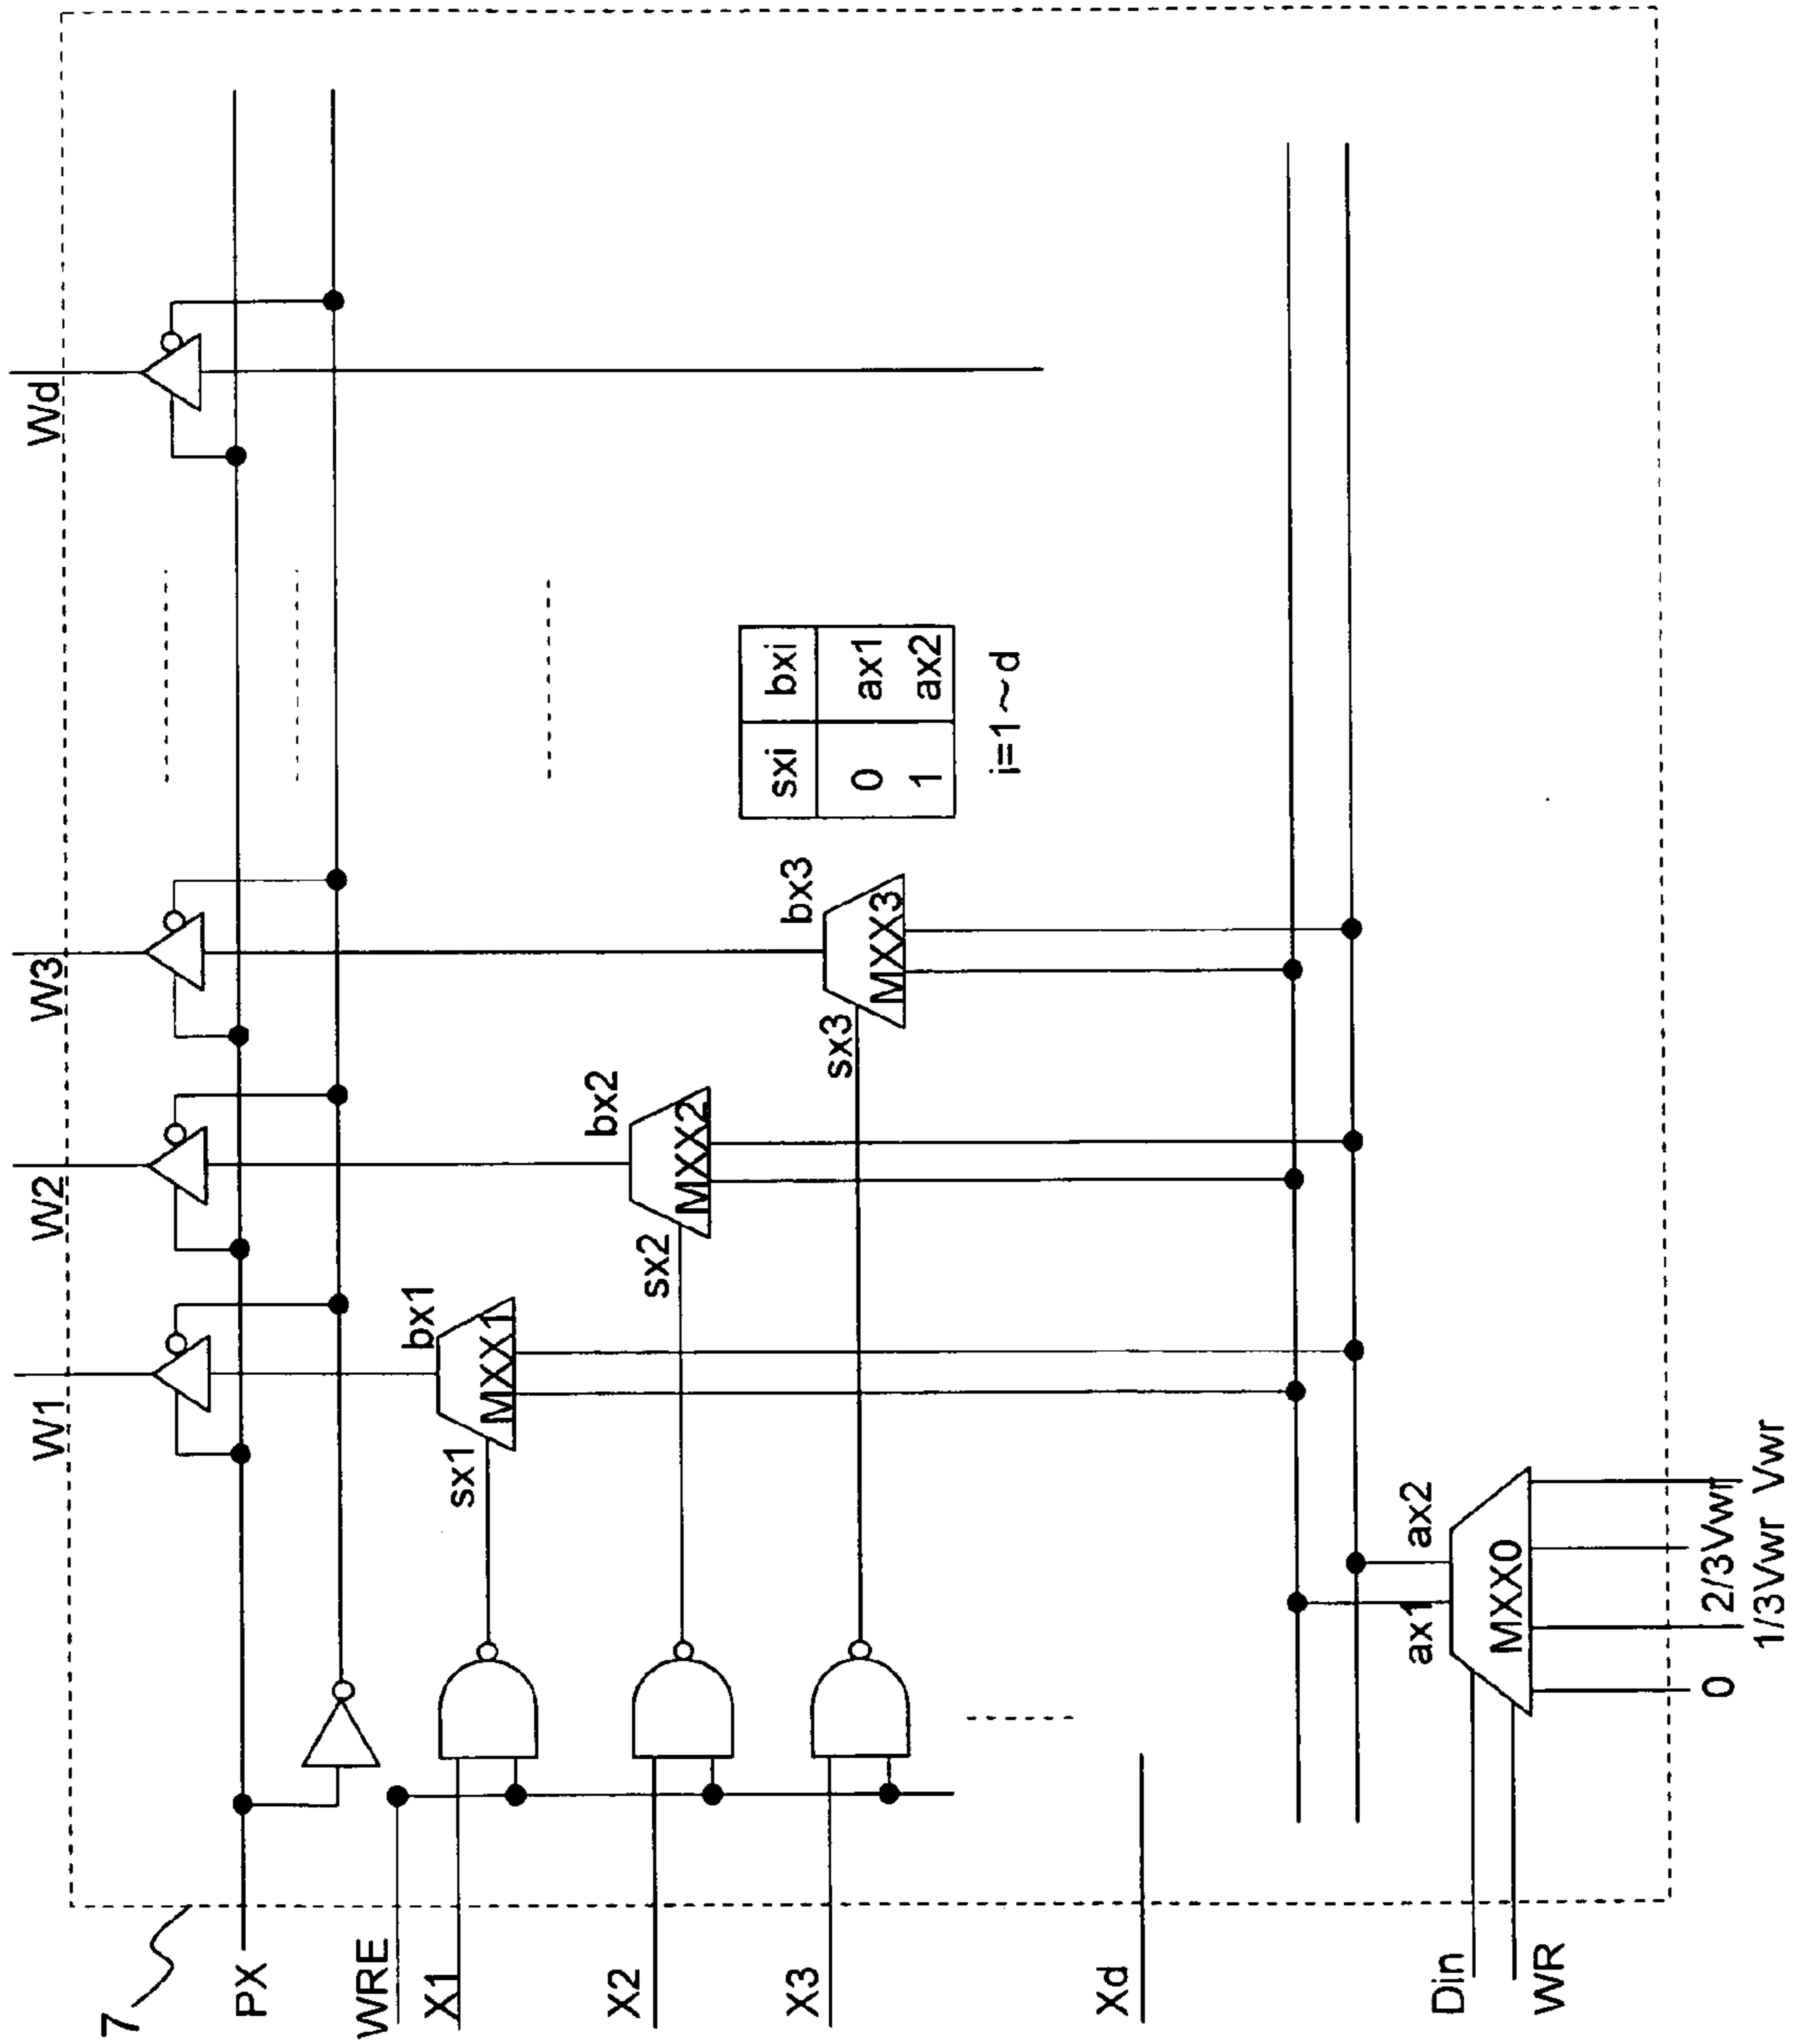 7
W1
W2
W3
Wd
PX
WRE
X1
X2
X3
Xd
sx1
bx1
MXX1
sx2
bx2
MXX2
sx3
bx3
MXX3
sxi bxi
0 ax1
1 ax2
i=1~d
Din
WR
ax1
ax2
MXX0
0
2/3Vwr
1/3Vwr Vwr